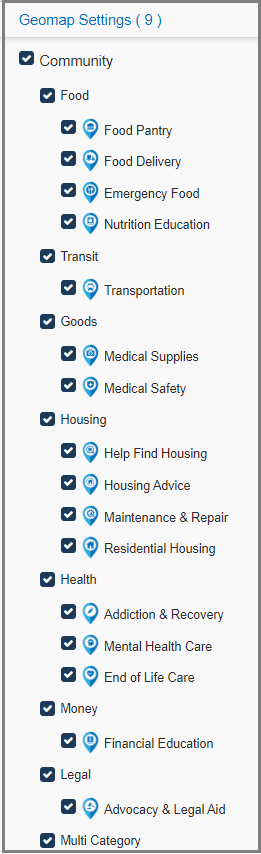 Geomap Settings ( 9 )
Community
Food
Food Pantry
Food Delivery
Emergency Food
Nutrition Education
Transit
Transportation
Goods
Medical Supplies
Medical Safety
Housing
Help Find Housing
Housing Advice
Maintenance & Repair
Residential Housing
Health
Addiction & Recovery
Mental Health Care
End of Life Care
Money
Financial Education
Legal
Advocacy & Legal Aid
Multi Category